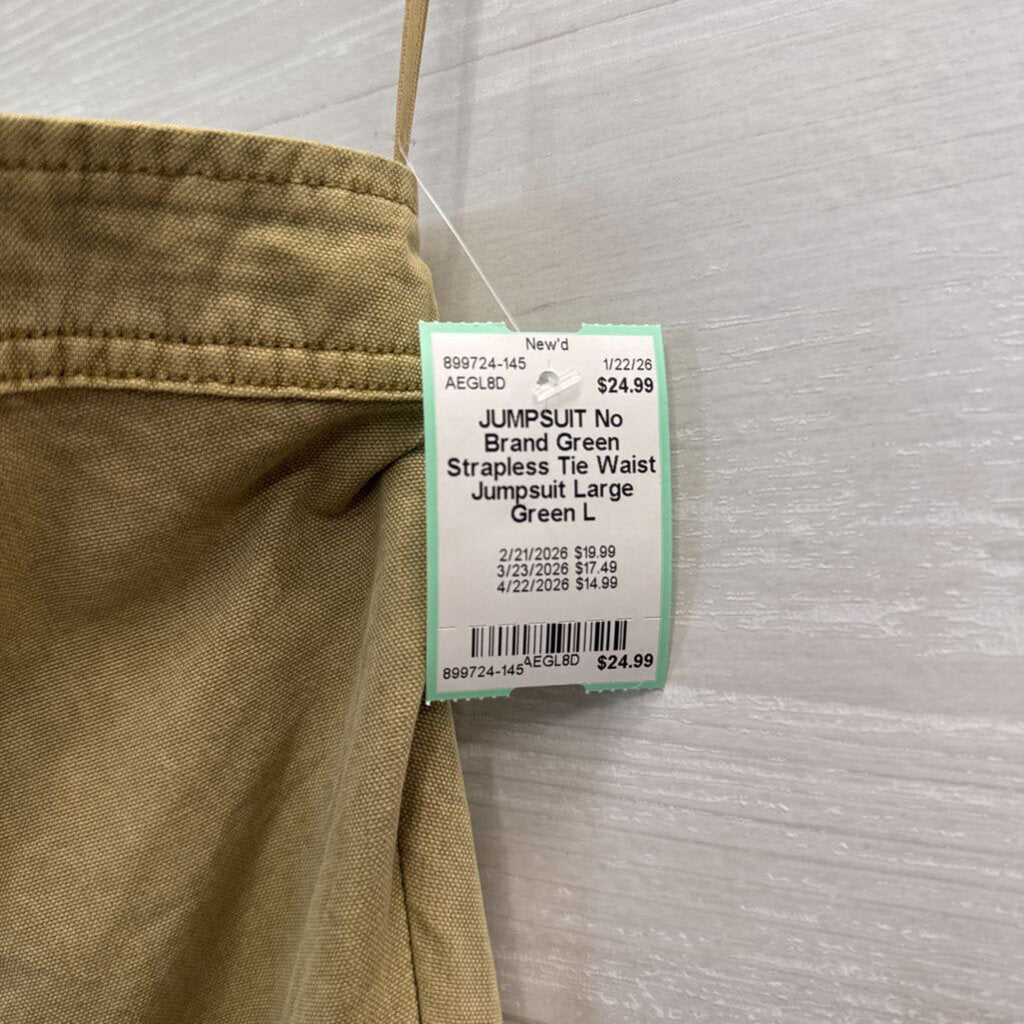 New'd
899724-145 1/22/26
AEGL8D $24.99
JUMPSUIT No
Brand Green
Strapless Tie Waist
Jumpsuit Large
Green L
2/21/2026 $19.99
3/23/2026 $17.49
4/22/2026 $14.99
899724-145 AEGL8D $24.99